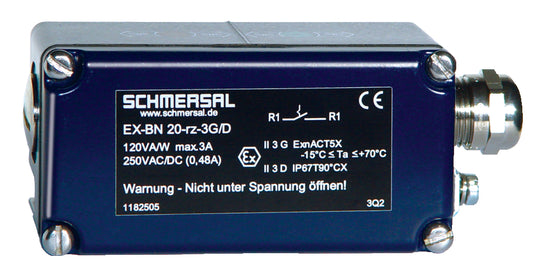 SCHMERSAL
www.schmersal.de
EX-BN 20-rz-3G/D
120VA/W max.3A
250VAC/DC (0,48A)
R1 R1
CE
Ex
II 3 G ExnACT5X
-15°C ≤ Ta ≤+70°C
II 3 D IP67T90°CX
Warnung - Nicht unter Spannung öffnen!
1182505 3Q2